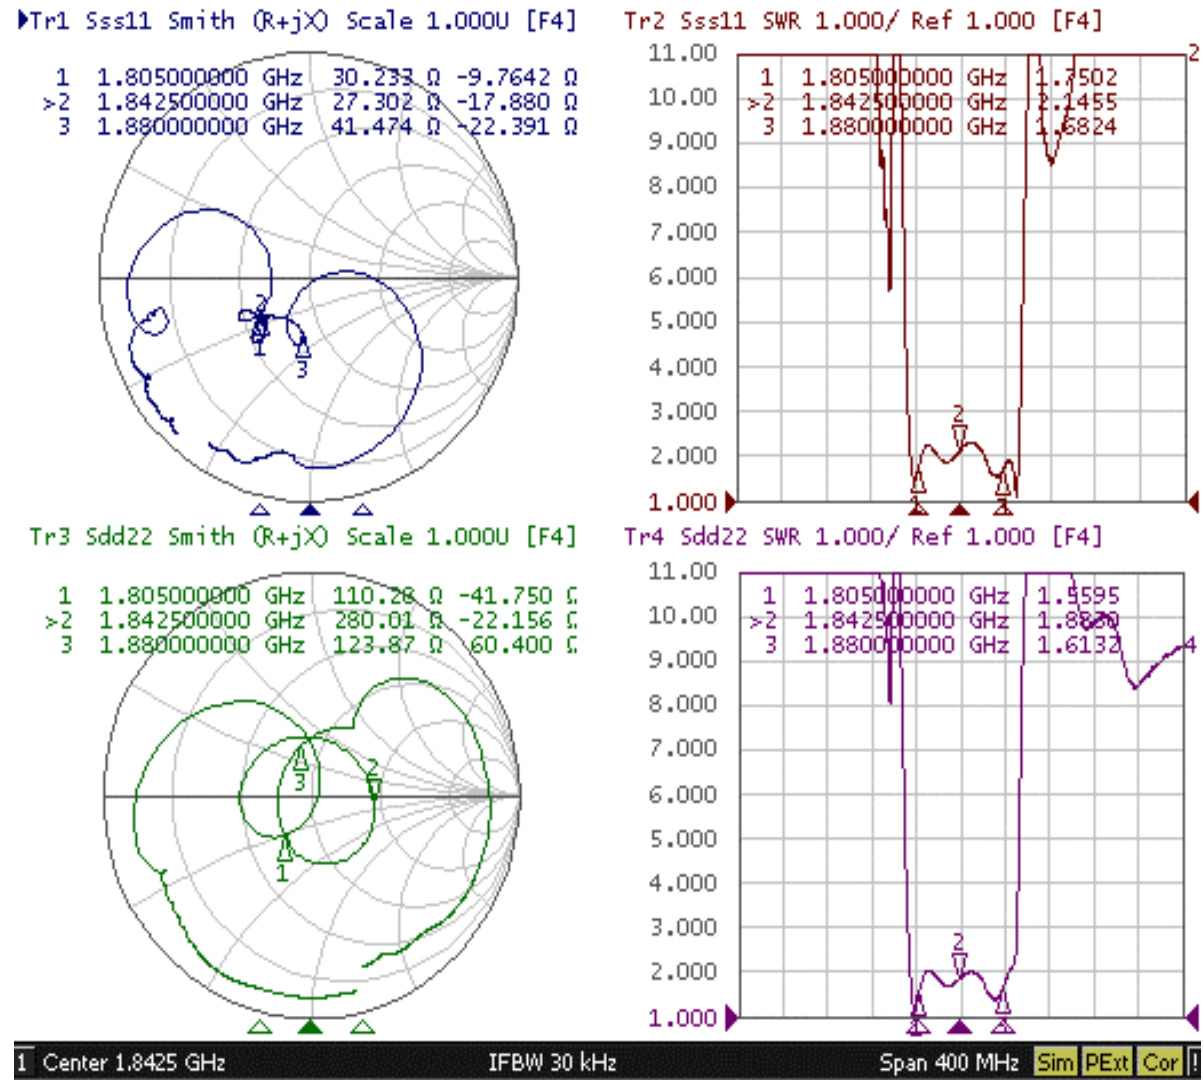 Tr1 Sss11 Smith (R+jX) Scale 1.000U [F4]
1 1.805000000 GHz 30.233 Ω -9.7642 Ω
>2 1.842500000 GHz 27.302 Ω -17.880 Ω
3 1.880000000 GHz 41.474 Ω -22.391 Ω
2
1
3
Tr2 Sss11 SWR 1.000/ Ref 1.000 [F4]
11.00
10.00
9.000
8.000
7.000
6.000
5.000
4.000
3.000
2.000
1.000
1 1.805000000 GHz 1.7502
>2 1.842500000 GHz 2.1455
3 1.880000000 GHz 1.6824
2
2
Tr3 Sdd22 Smith (R+jX) Scale 1.000U [F4]
1 1.805000000 GHz 110.28 Ω -41.750
>2 1.842500000 GHz 280.01 Ω -22.156
3 1.880000000 GHz 123.87 Ω 60.400
2
3
1
Tr4 Sdd22 SWR 1.000/ Ref 1.000 [F4]
11.00
10.00
9.000
8.000
7.000
6.000
5.000
4.000
3.000
2.000
1.000
1 1.805000000 GHz 1.5595
>2 1.842500000 GHz
3 1.880000000 GHz 1.6132
4
2
1 Center 1.8425 GHz IFBW 30 kHz Span 400 MHz Sim PExt Cor